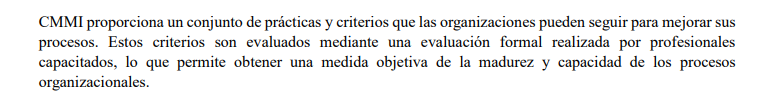 CMMI proporciona un conjunto de prácticas y criterios que las organizaciones pueden seguir para mejorar sus
procesos. Estos criterios son evaluados mediante una evaluación formal realizada por profesionales
capacitados, lo que permite obtener una medida objetiva de la madurez y capacidad de los procesos
organizacionales.